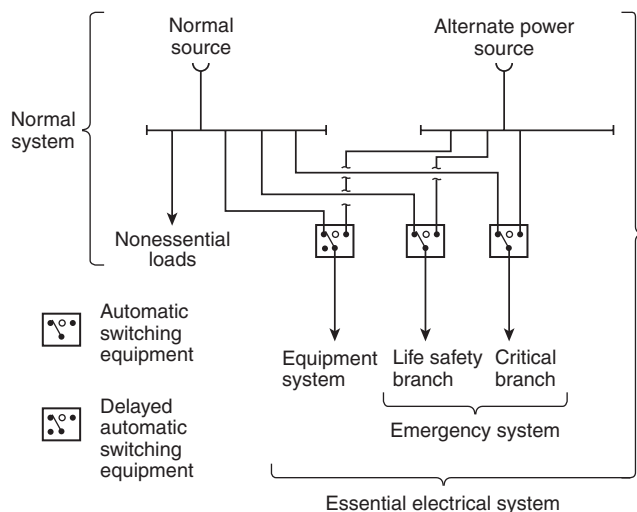 Normal
source
Alternate power
source
Normal
system
Nonessential
loads
Automatic
switching
equipment
Equipment
system
Life safety
branch
Critical
branch
Delayed
automatic
switching
equipment
Emergency system
Essential electrical system